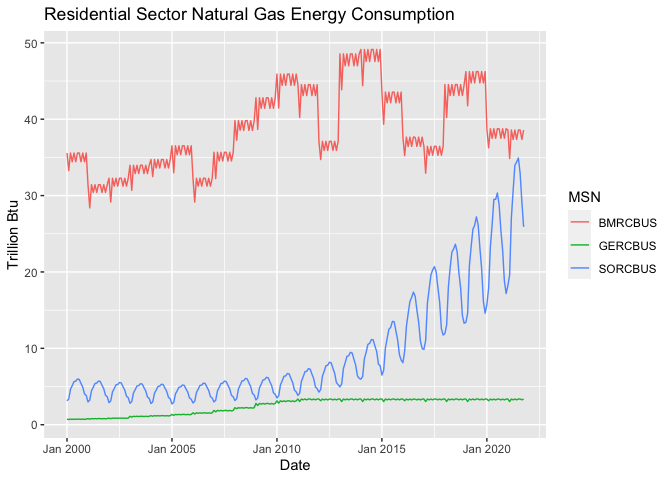 Residential Sector Natural Gas Energy Consumption
50
40
30
20
10
0
Trillion Btu
Jan 2000
Jan 2005
Jan 2010
Jan 2015
Jan 2020
Date
MSN
BMRCBUS
GERCBUS
SORCBUS